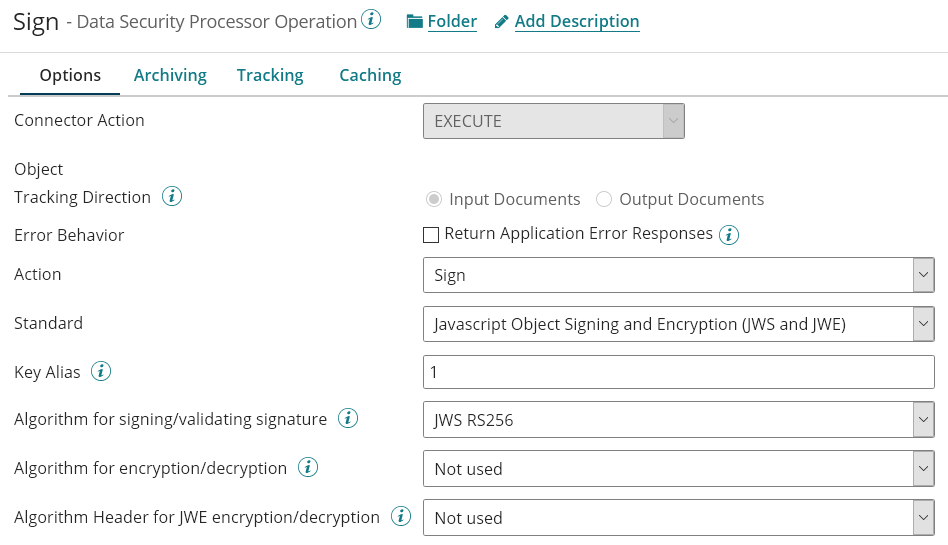 Sign - Data Security Processor Operation i Folder Add Description
Options Archiving Tracking Caching
Connector Action EXECUTE
Object
Tracking Direction i Input Documents Output Documents
Error Behavior Return Application Error Responses i
Action Sign
Standard Javascript Object Signing and Encryption (JWS and JWE)
Key Alias i 1
Algorithm for signing/validating signature i JWS RS256
Algorithm for encryption/decryption i Not used
Algorithm Header for JWE encryption/decryption i Not used